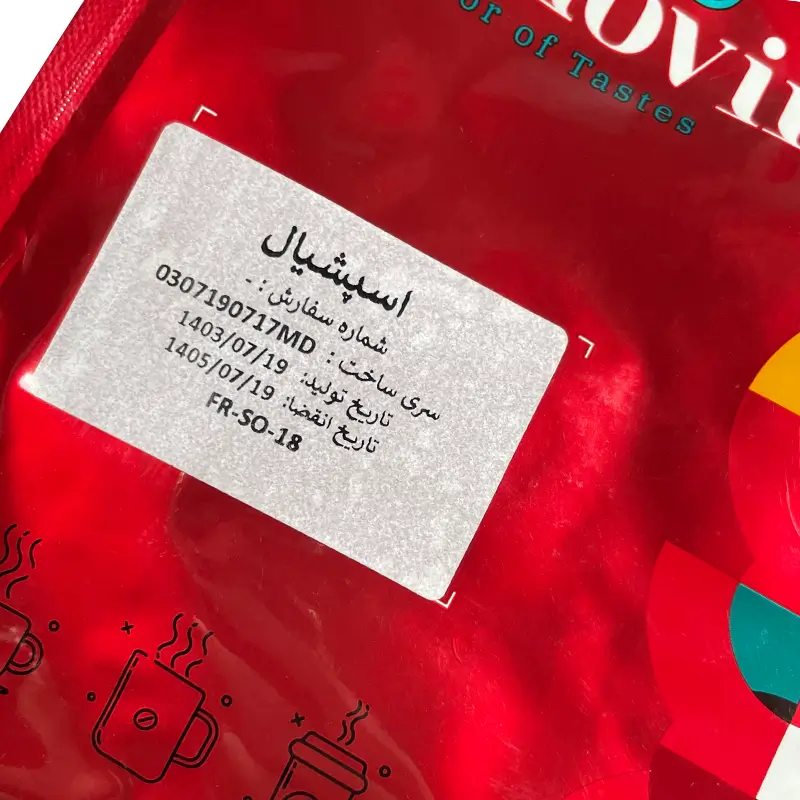 or of Tastes
اسپشیال
شماره سفارش : -
سری ساخت : 0307190717MD
تاریخ تولید: 1403/07/19
تاریخ انقضا: 1405/07/19
FR-SO-18